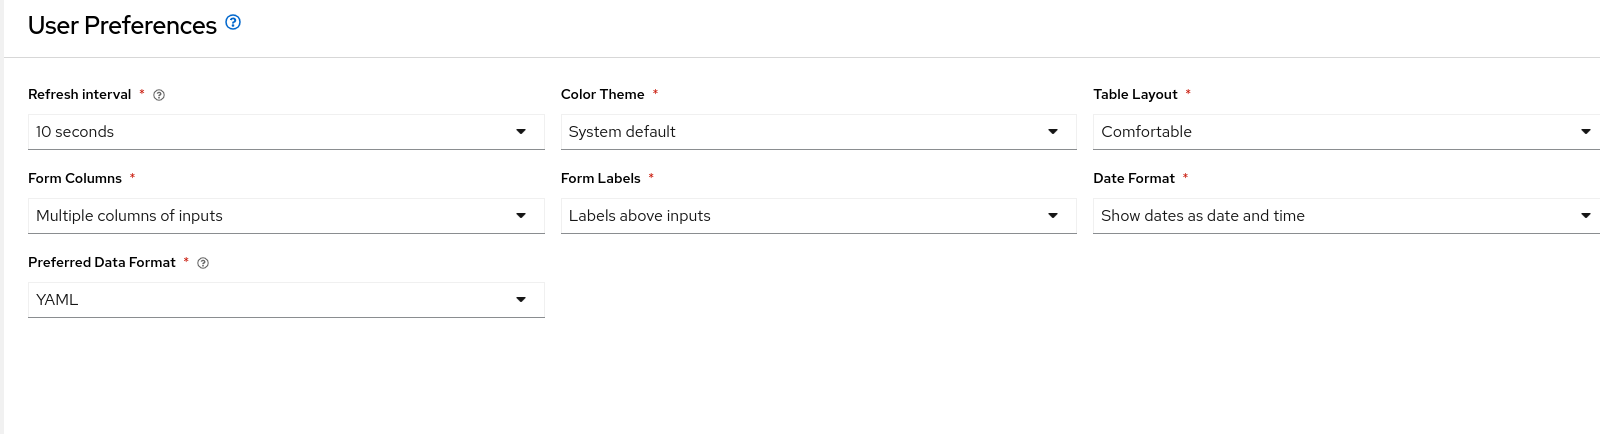 User Preferences
Refresh interval * Color Theme * Table Layout *
10 seconds System default Comfortable
Form Columns * Form Labels * Date Format *
Multiple columns of inputs Labels above inputs Show dates as date and time
Preferred Data Format *
YAML